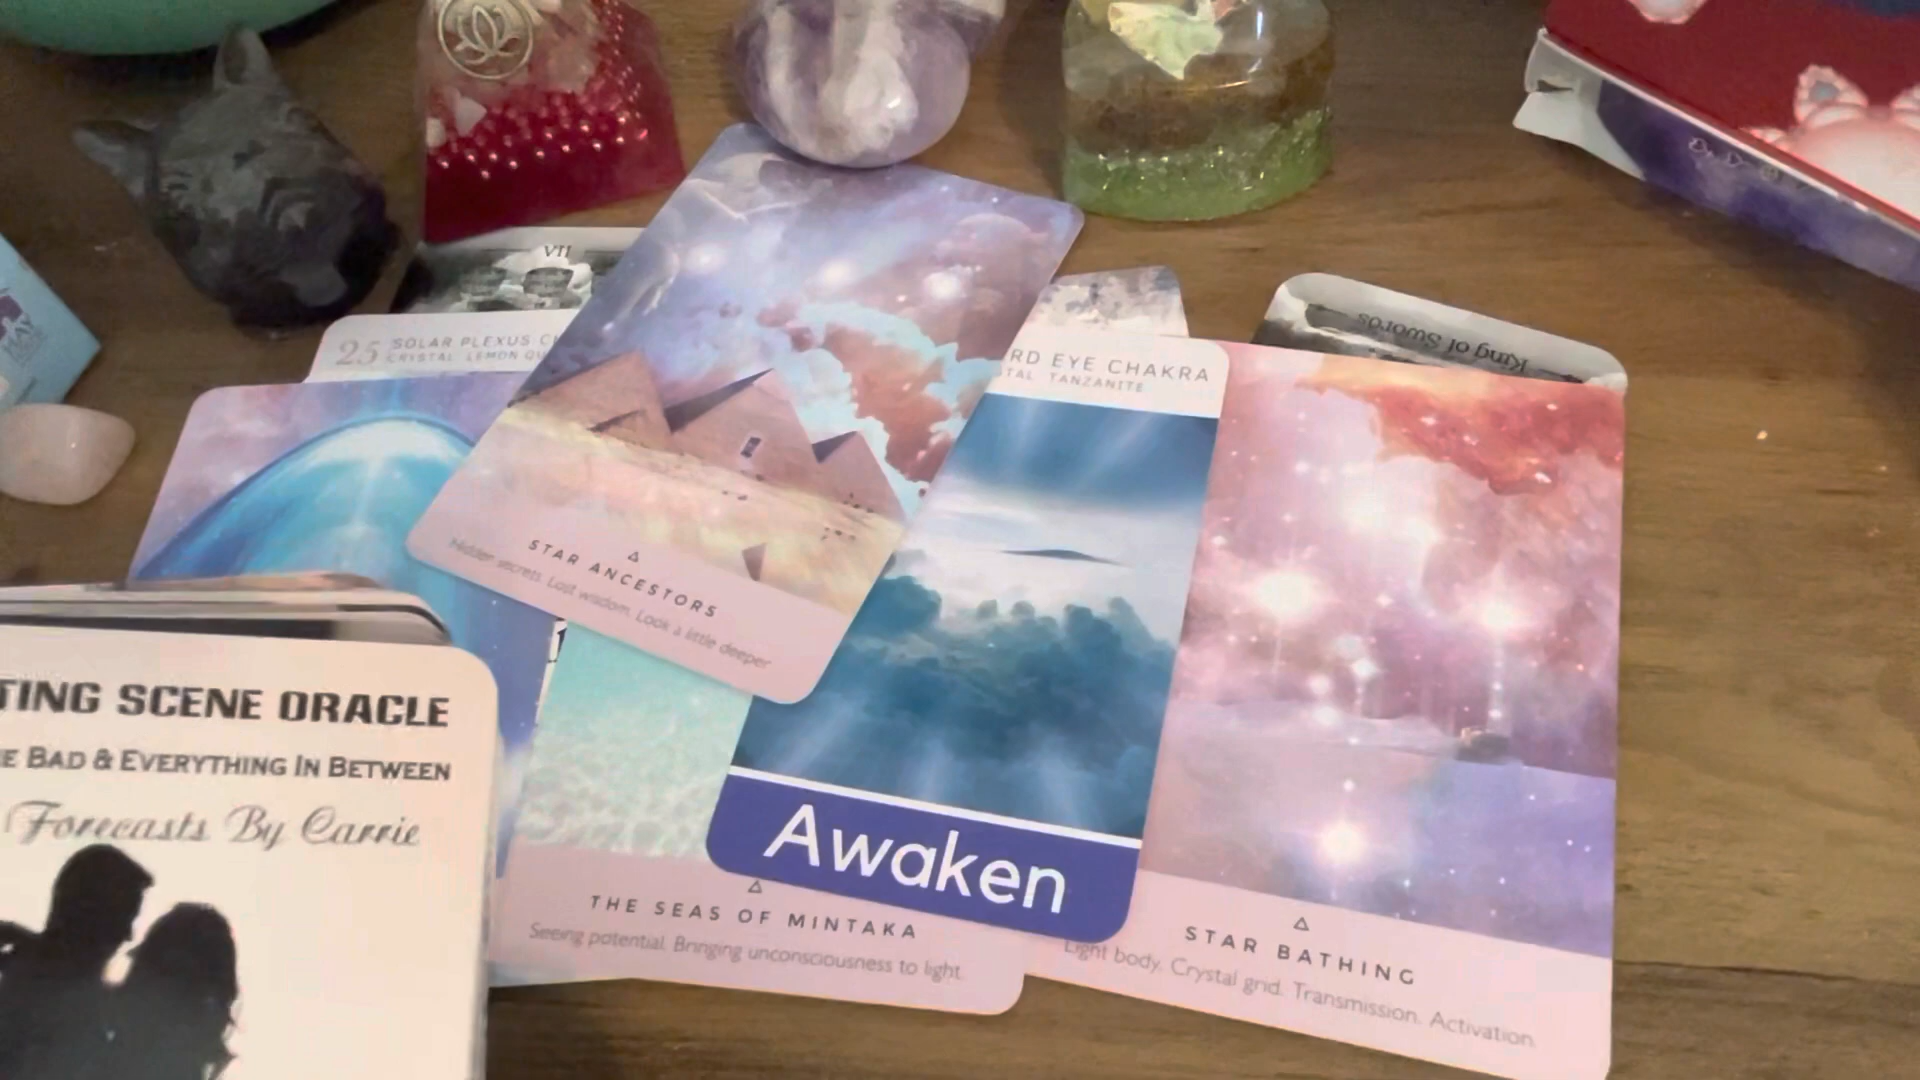 VII
King of Swords
25 SOLAR PLEXUS C
CRYSTAL LEMON QU
RD EYE CHAKRA
TAL TANZANITE
STAR ANCESTORS
Hidden secrets. Lost wisdom. Look a little deeper
TING SCENE ORACLE
E BAD & EVERYTHING IN BETWEEN
Forecasts By Carrie
Awaken
THE SEAS OF MINTAKA
Seeing potential. Bringing unconsciousness to light.
STAR BATHING
Light body. Crystal grid. Transmission. Activation.